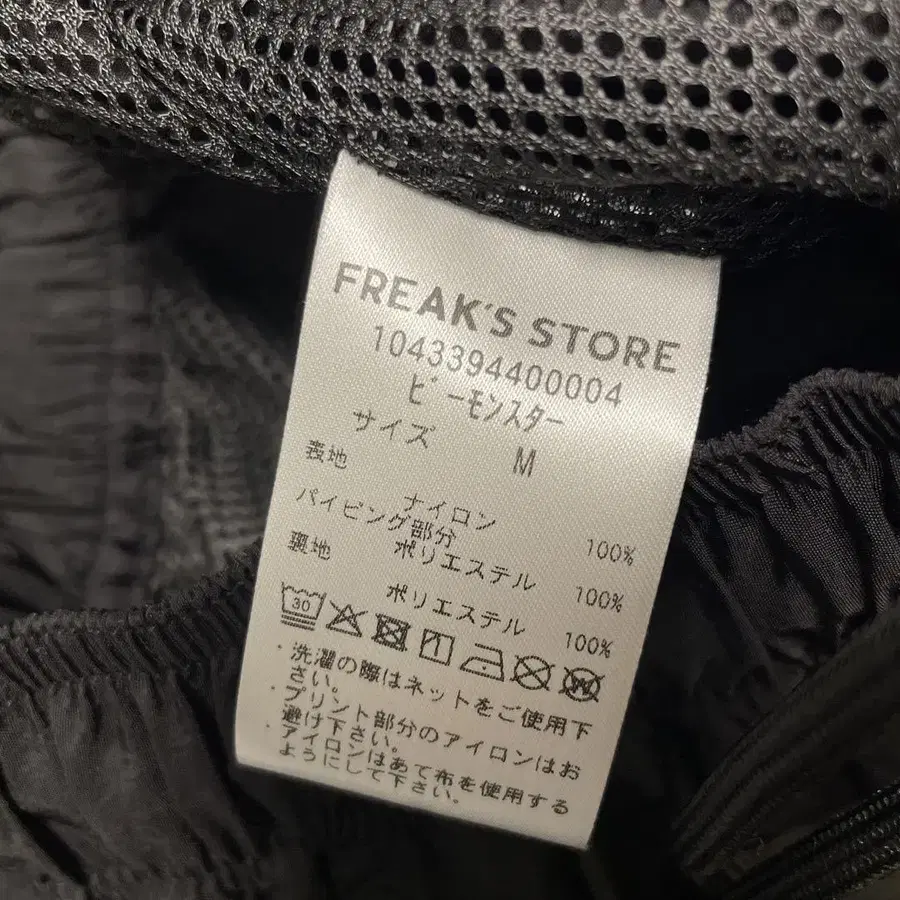 FREAK'S STORE
1043394400004
ビーモンスター
サイズ M
表地
ナイロン 100%
パイピング部分
ポリエステル 100%
裏地
ポリエステル 100%
30
・洗濯の際はネットをご使用下
さい。
・プリント部分のアイロンはお
避け下さい。
・アイロンはあて布を使用する
ようにして下さい。